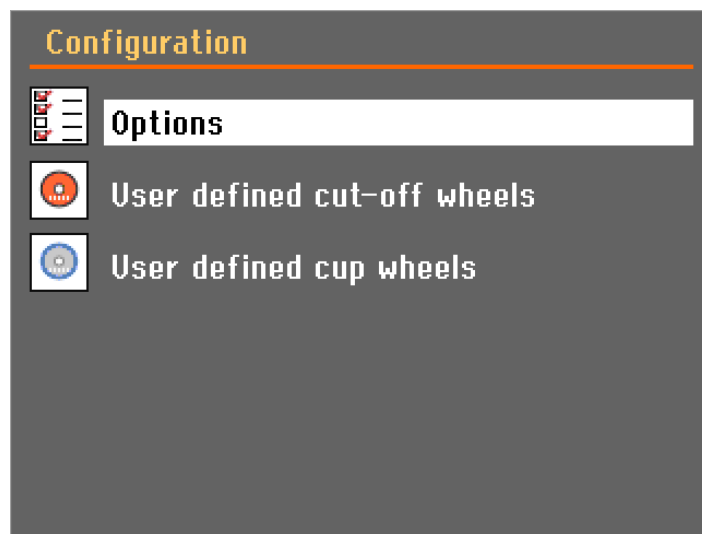 Configuration
Options
User defined cut-off wheels
User defined cup wheels